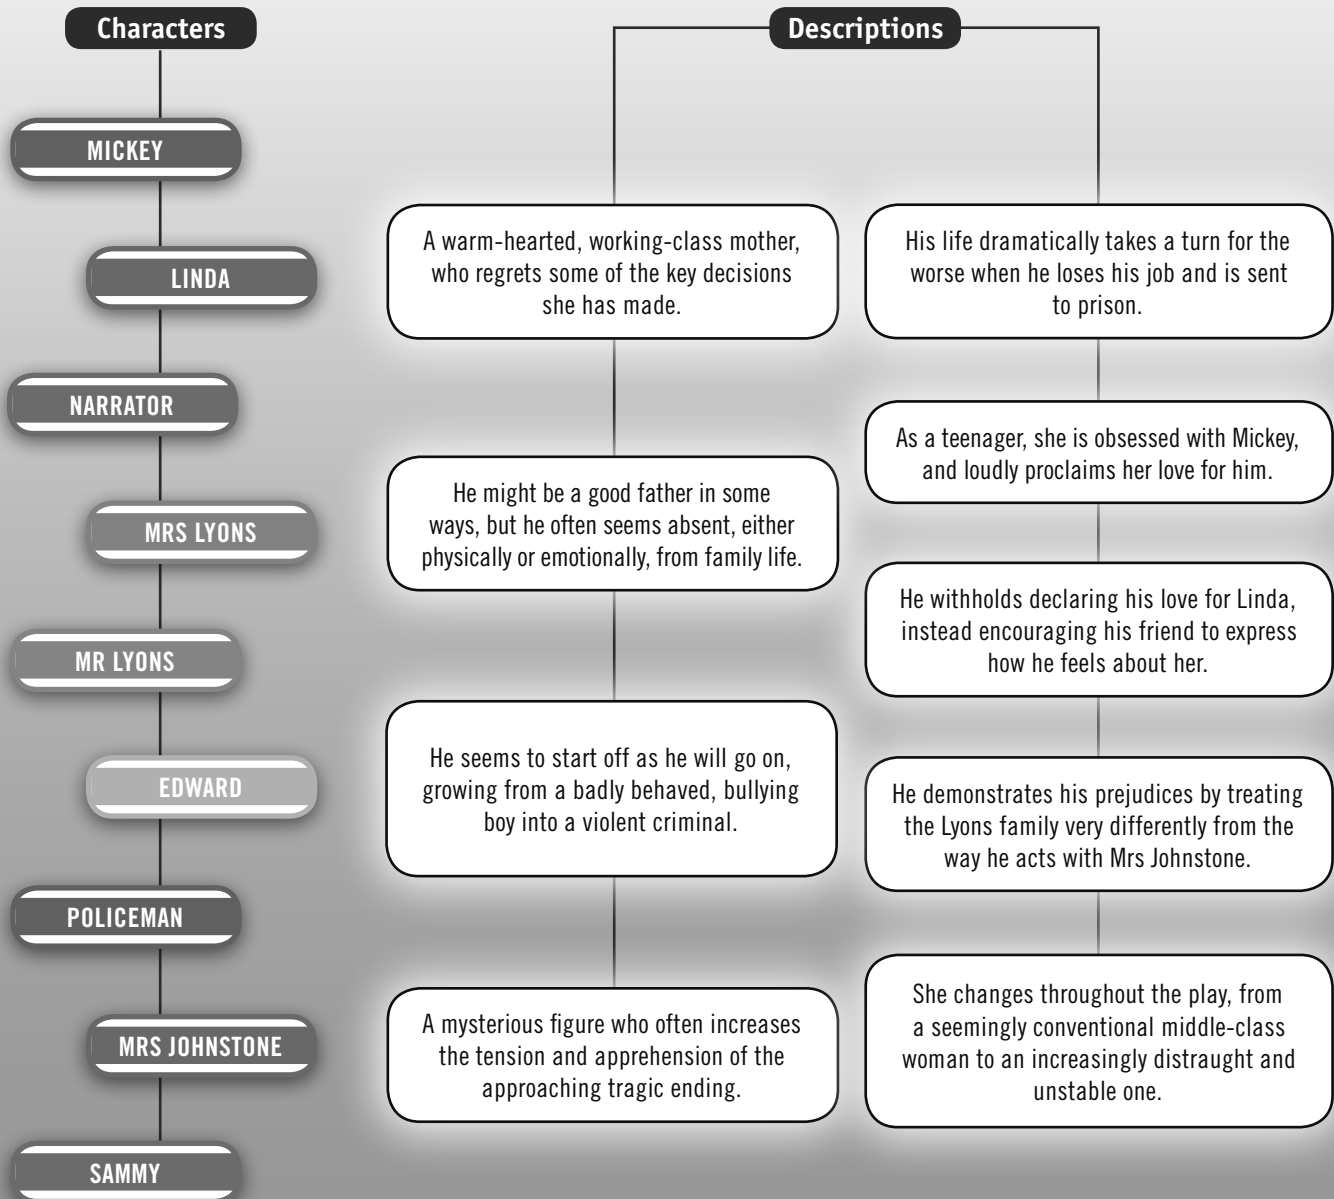 Characters
MICKEY
LINDA
NARRATOR
MRS LYONS
MR LYONS
EDWARD
POLICEMAN
MRS JOHNSTONE
SAMMY
Descriptions
A warm-hearted, working-class mother,
who regrets some of the key decisions
she has made.
He might be a good father in some
ways, but he often seems absent, either
physically or emotionally, from family life.
He seems to start off as he will go on,
growing from a badly behaved, bullying
boy into a violent criminal.
A mysterious figure who often increases
the tension and apprehension of the
approaching tragic ending.
His life dramatically takes a turn for the
worse when he loses his job and is sent
to prison.
As a teenager, she is obsessed with Mickey,
and loudly proclaims her love for him.
He withholds declaring his love for Linda,
instead encouraging his friend to express
how he feels about her.
He demonstrates his prejudices by treating
the Lyons family very differently from the
way he acts with Mrs Johnstone.
She changes throughout the play, from
a seemingly conventional middle-class
woman to an increasingly distraught and
unstable one.